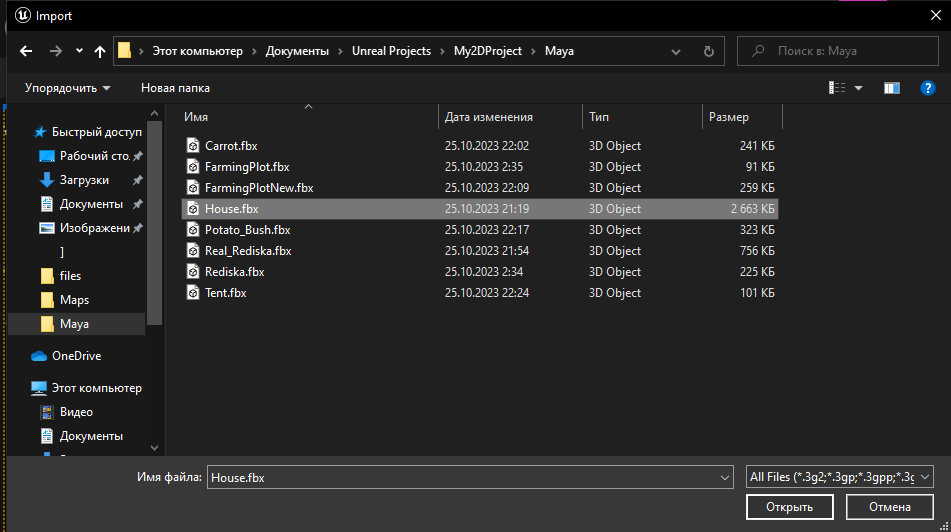 Import
Этот компьютер › Документы › Unreal Projects › My2DProject › Maya
Поиск в: Maya
Упорядочить
Новая папка
Имя
Дата изменения
Тип
Размер
Быстрый доступ
Рабочий сто.
Загрузки
Документы
Изображени
]
files
Maps
Maya
OneDrive
Этот компьютер
Видео
Документы
Carrot.fbx 25.10.2023 22:02 3D Object 241 КБ
FarmingPlot.fbx 25.10.2023 2:35 3D Object 91 КБ
FarmingPlotNew.fbx 25.10.2023 22:09 3D Object 259 КБ
House.fbx 25.10.2023 21:19 3D Object 2 663 КБ
Potato_Bush.fbx 25.10.2023 22:17 3D Object 323 КБ
Real_Rediska.fbx 25.10.2023 21:54 3D Object 756 КБ
Rediska.fbx 25.10.2023 2:34 3D Object 225 КБ
Tent.fbx 25.10.2023 22:24 3D Object 101 КБ
Имя файла: House.fbx
All Files (*.3g2;*.3gp;*.3gpp;*.3g
Открыть
Отмена